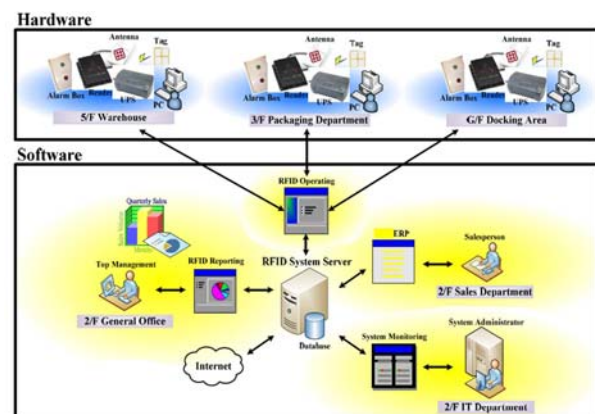 Hardware
Antenna
Tag
Alarm Box
Reader
UPS
PC
5/F Warehouse
Antenna
Tag
Alarm Box
Reader
UPS
PC
3/F Packaging Department
Antenna
Tag
Alarm Box
Reader
UPS
PC
G/F Docking Area
Software
RFID Operating
Quarterly Sales
Top Management
RFID Reporting
2/F General Office
RFID System Server
Database
Internet
ERP
Salesperson
2/F Sales Department
System Monitoring
System Administrator
2/F IT Department